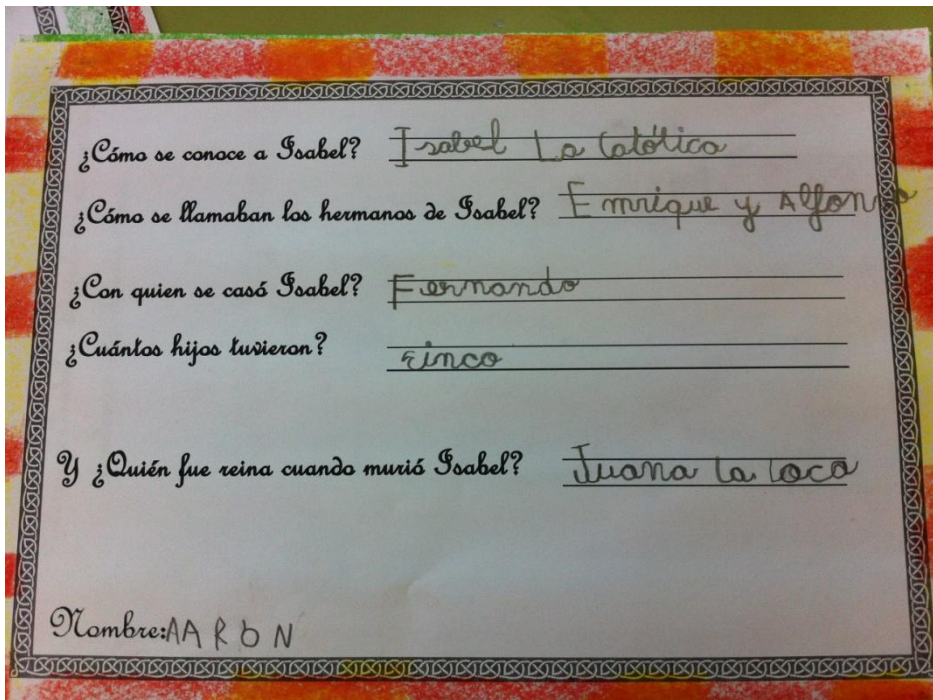 ¿Cómo se conoce a Isabel? Isabel La Católica
¿Cómo se llamaban los hermanos de Isabel? Enrique y Alfonso
¿Con quien se casó Isabel? Fernando
¿Cuántos hijos tuvieron? cinco
Y ¿Quién fue reina cuando murió Isabel? Juana la loca
Nombre: AARON